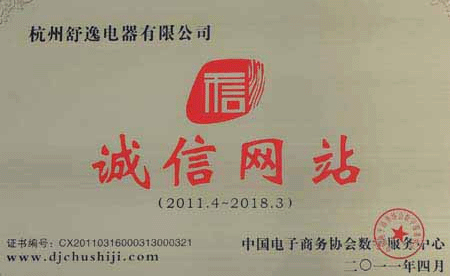 杭州舒逸电器有限公司
信
诚信网站
(2011.4~2018.3)
证书编号：CX20110316000313000321
www.djchushiji.com
中国电子商务协会数字服务中心
二〇一一年四月